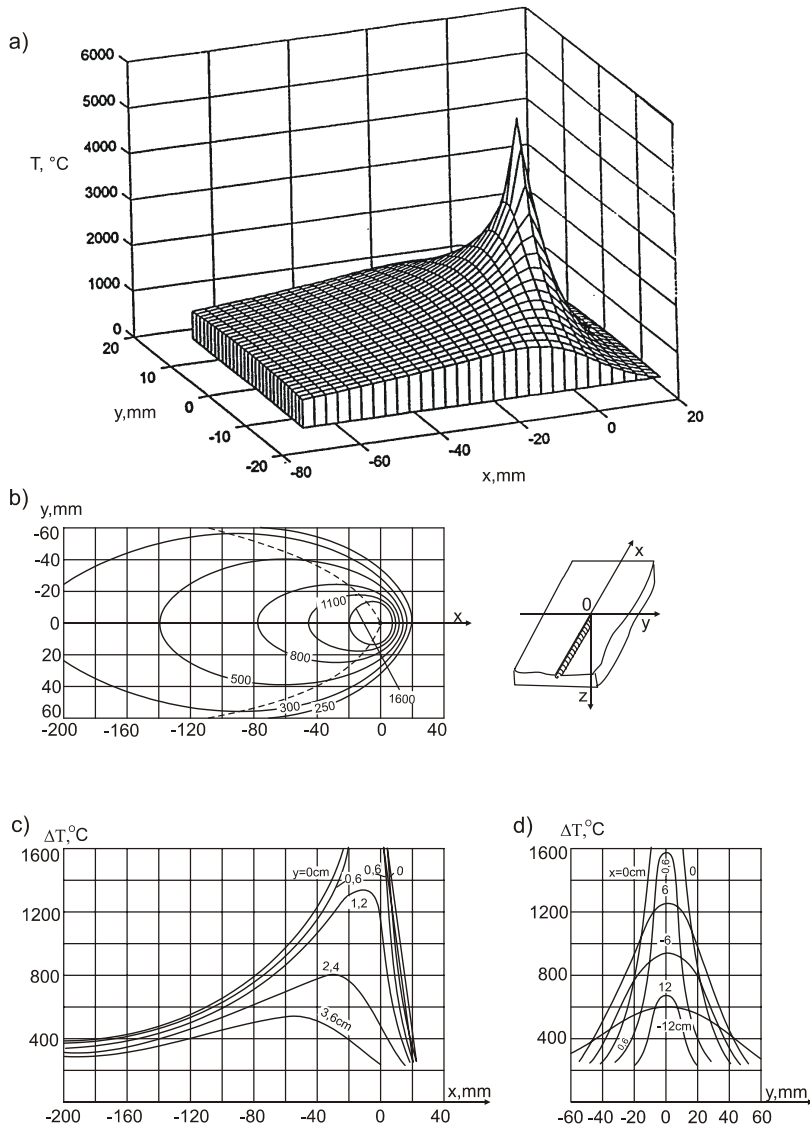 a)
6000
5000
4000
T, °C
3000
2000
1000
0
20
10
0
y,mm
-10
-20
-80
-60
-40
-20
0
20
x,mm
b)
y,mm
-60
-40
-20
0
20
40
60
1100
x
800
500
300
250
1600
-200 -160 -120 -80 -40 0 40
0
x
y
z
c)
ΔT,°C
1600
1200
800
400
y=0cm
0,6
0,6
0
1,2
2,4
3,6cm
-200 -160 -120 -80 -40 0
x,mm
d)
ΔT,°C
1600
1200
800
400
x=0cm
-0,6
0
6
-6
12
-12cm
0,6
-60 -40 -20 0 20 40 60
y,mm